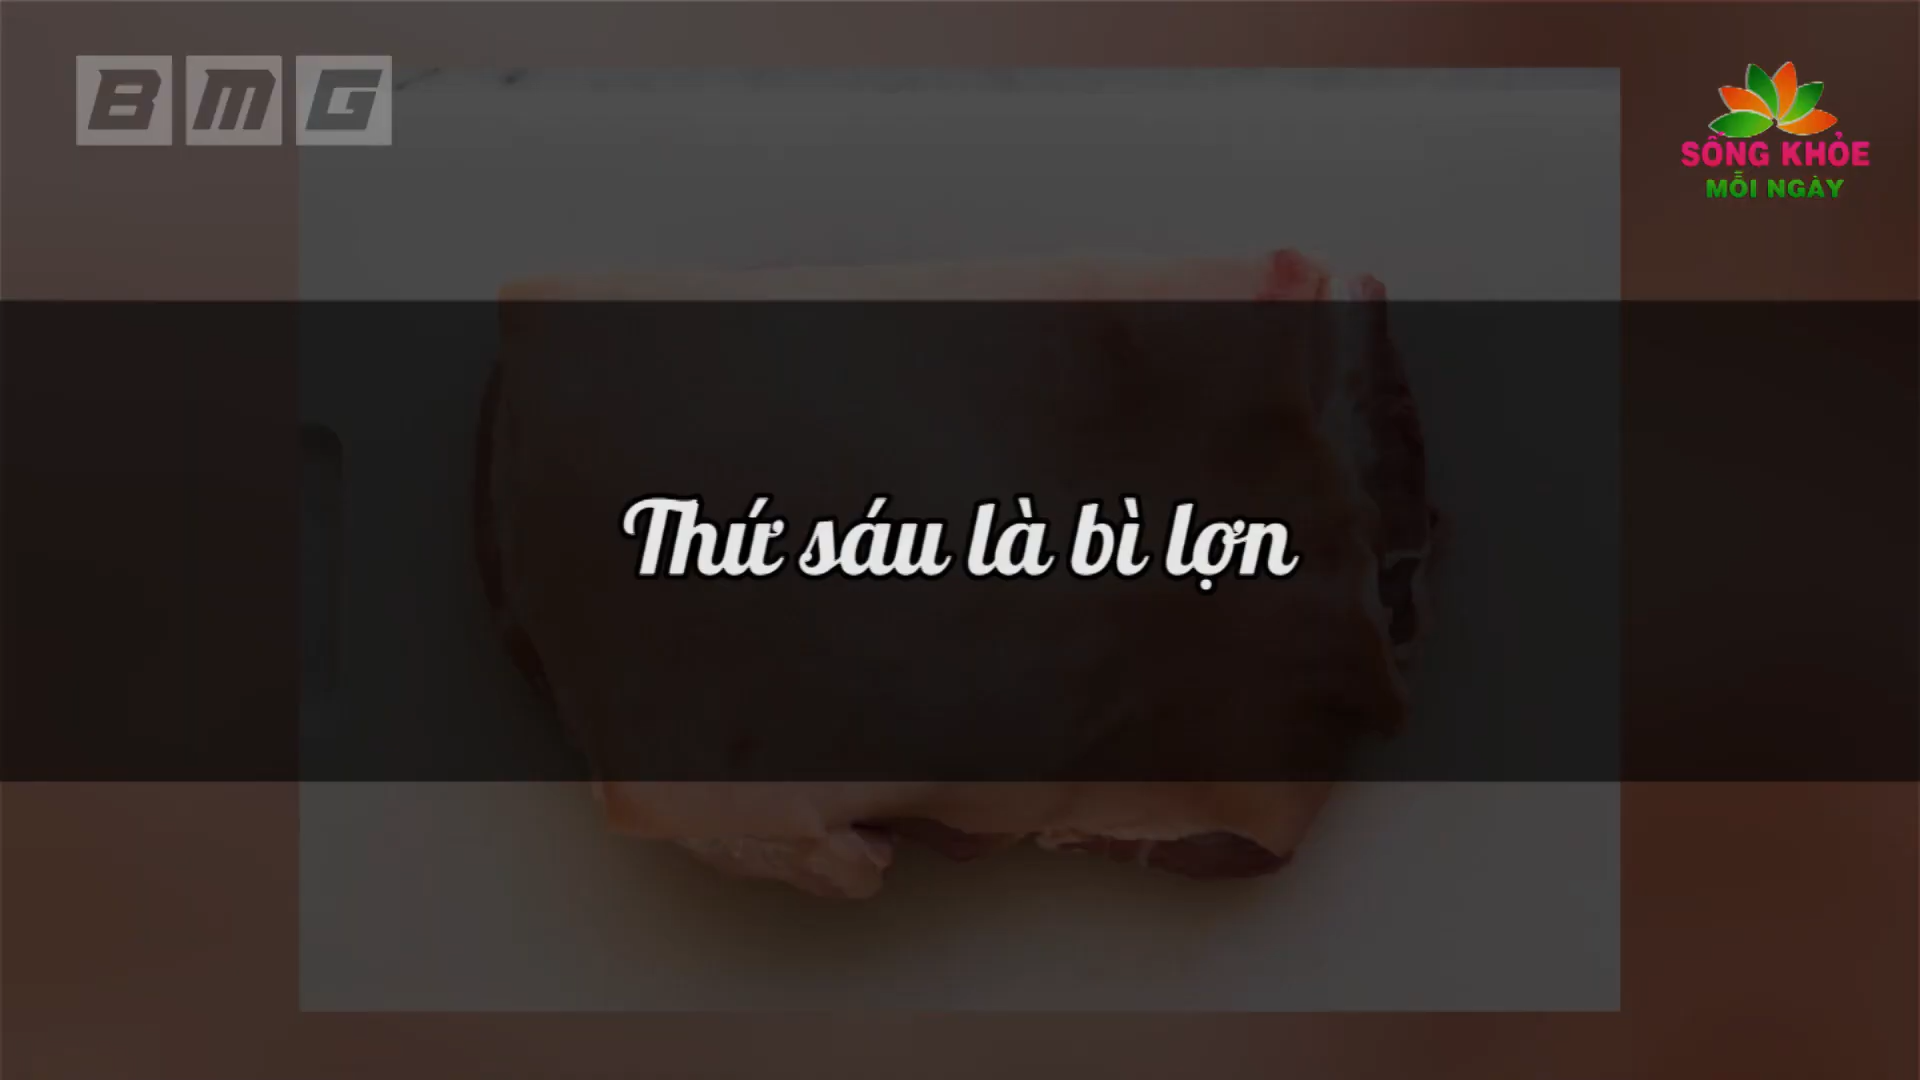 BMG
SỐNG KHỎE
MỖI NGÀY
Thứ sáu là bì lợn